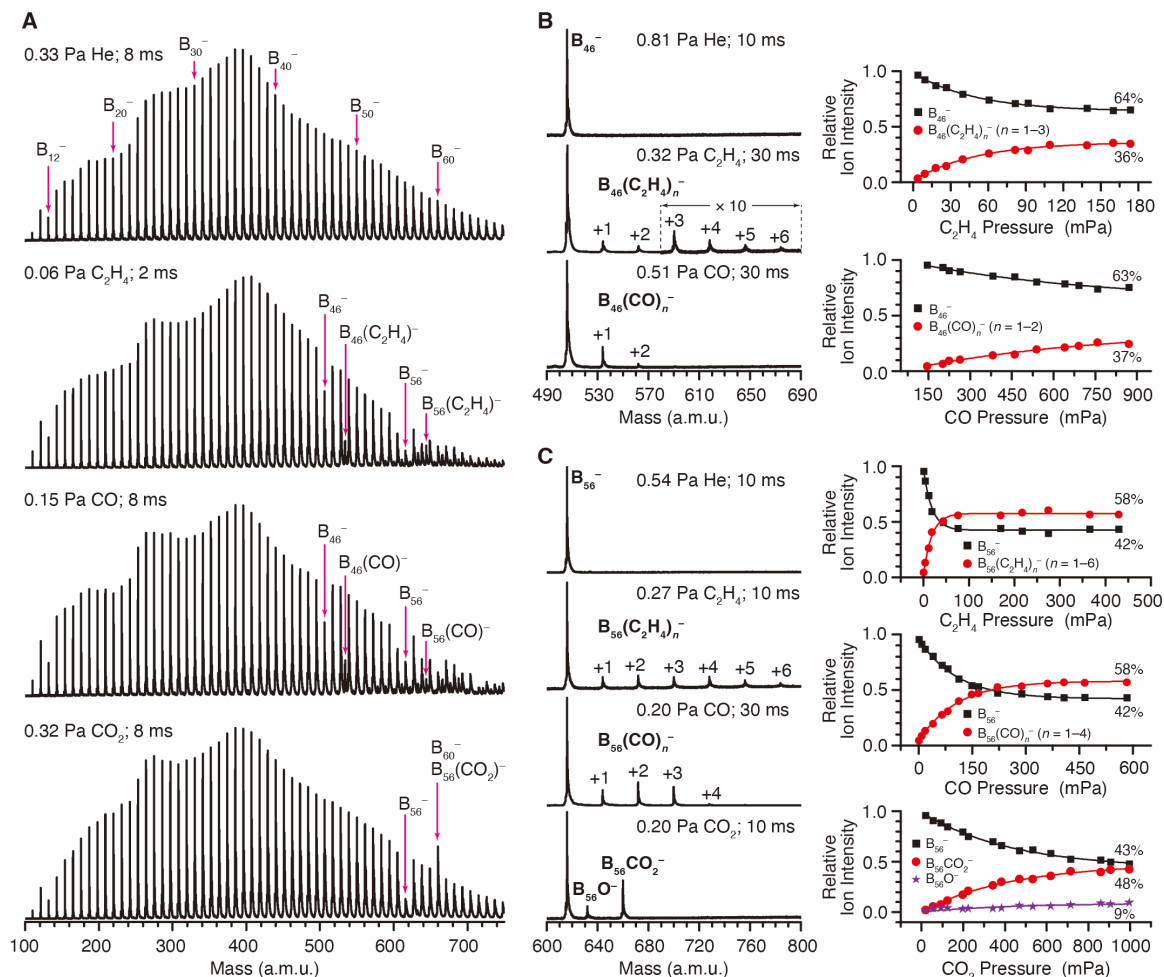 A
0.33 Pa He; 8 ms
B₁₂⁻
B₂₀⁻
B₃₀⁻
B₄₀⁻
B₅₀⁻
B₆₀⁻
0.06 Pa C₂H₄; 2 ms
B₄₆⁻
B₄₆(C₂H₄)⁻
B₅₆⁻
B₅₆(C₂H₄)⁻
0.15 Pa CO; 8 ms
B₄₆⁻
B₄₆(CO)⁻
B₅₆⁻
B₅₆(CO)⁻
0.32 Pa CO₂; 8 ms
B₅₆⁻
B₆₀⁻
B₅₆(CO₂)⁻
100 200 300 400 500 600 700
Mass (a.m.u.)
B
B₄₆⁻
0.81 Pa He; 10 ms
0.32 Pa C₂H₄; 30 ms
B₄₆(C₂H₄)ₙ⁻
× 10
+1 +2 +3 +4 +5 +6
0.51 Pa CO; 30 ms
B₄₆(CO)ₙ⁻
+1 +2
490 530 570 610 650 690
Mass (a.m.u.)
Relative
Ion Intensity
1.0
0.5
0.0
64%
B₄₆⁻
B₄₆(C₂H₄)ₙ⁻ (n = 1–3)
36%
0 30 60 90 120 150 180
C₂H₄ Pressure (mPa)
Relative
Ion Intensity
1.0
0.5
0.0
63%
B₄₆⁻
B₄₆(CO)ₙ⁻ (n = 1–2)
37%
150 300 450 600 750 900
CO Pressure (mPa)
C
B₅₆⁻
0.54 Pa He; 10 ms
0.27 Pa C₂H₄; 10 ms
B₅₆(C₂H₄)ₙ⁻
+1 +2 +3 +4 +5 +6
0.20 Pa CO; 30 ms
B₅₆(CO)ₙ⁻
+1 +2 +3 +4
0.20 Pa CO₂; 10 ms
B₅₆O⁻
B₅₆CO₂⁻
600 640 680 720 760 800
Mass (a.m.u.)
Relative
Ion Intensity
1.0
0.5
0.0
58%
42%
B₅₆⁻
B₅₆(C₂H₄)ₙ⁻ (n = 1–6)
0 100 200 300 400 500
C₂H₄ Pressure (mPa)
Relative
Ion Intensity
1.0
0.5
0.0
58%
42%
B₅₆⁻
B₅₆(CO)ₙ⁻ (n = 1–4)
0 150 300 450 600
CO Pressure (mPa)
Relative
Ion Intensity
1.0
0.5
0.0
B₅₆⁻
B₅₆CO₂⁻
B₅₆O⁻
43%
48%
9%
0 200 400 600 800 1000
CO₂ Pressure (mPa)